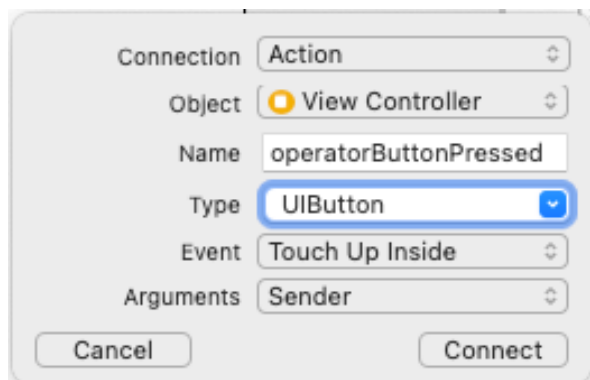 Connection Action
Object View Controller
Name operatorButtonPressed
Type UIButton
Event Touch Up Inside
Arguments Sender
Cancel Connect